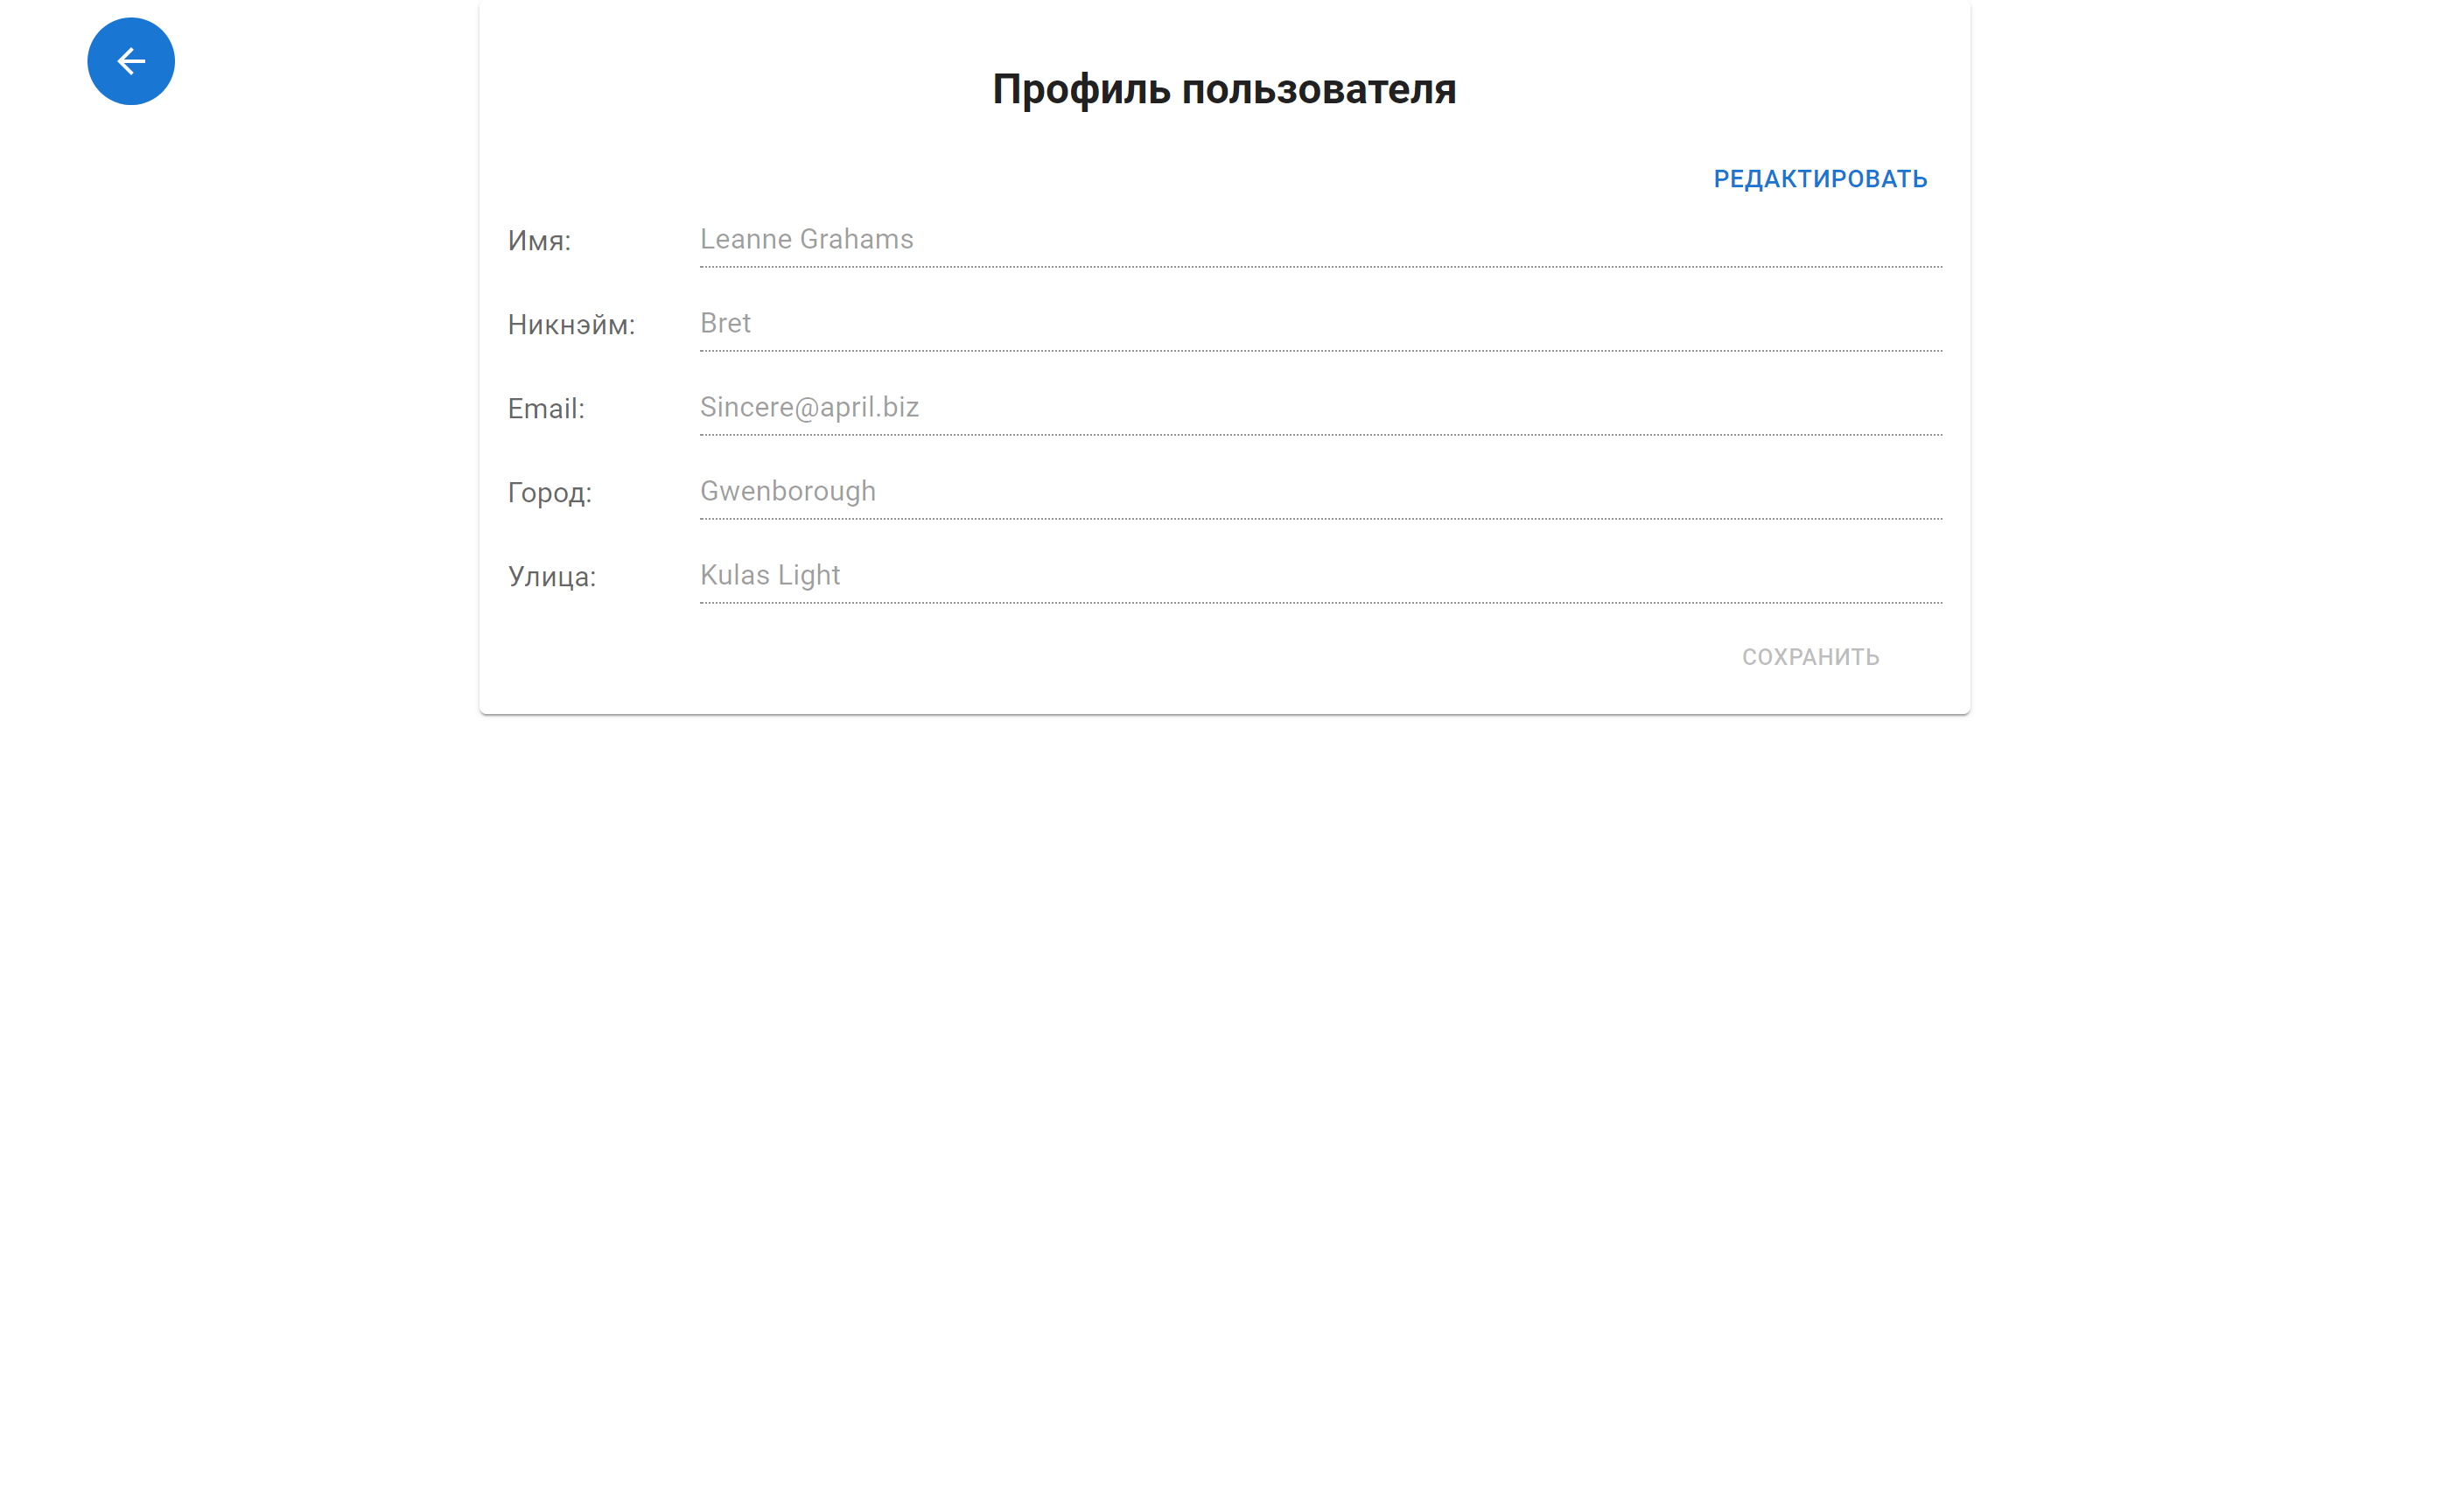 Профиль пользователя
РЕДАКТИРОВАТЬ
Имя: Leanne Grahams
Никнэйм: Bret
Email: Sincere@april.biz
Город: Gwenborough
Улица: Kulas Light
СОХРАНИТЬ